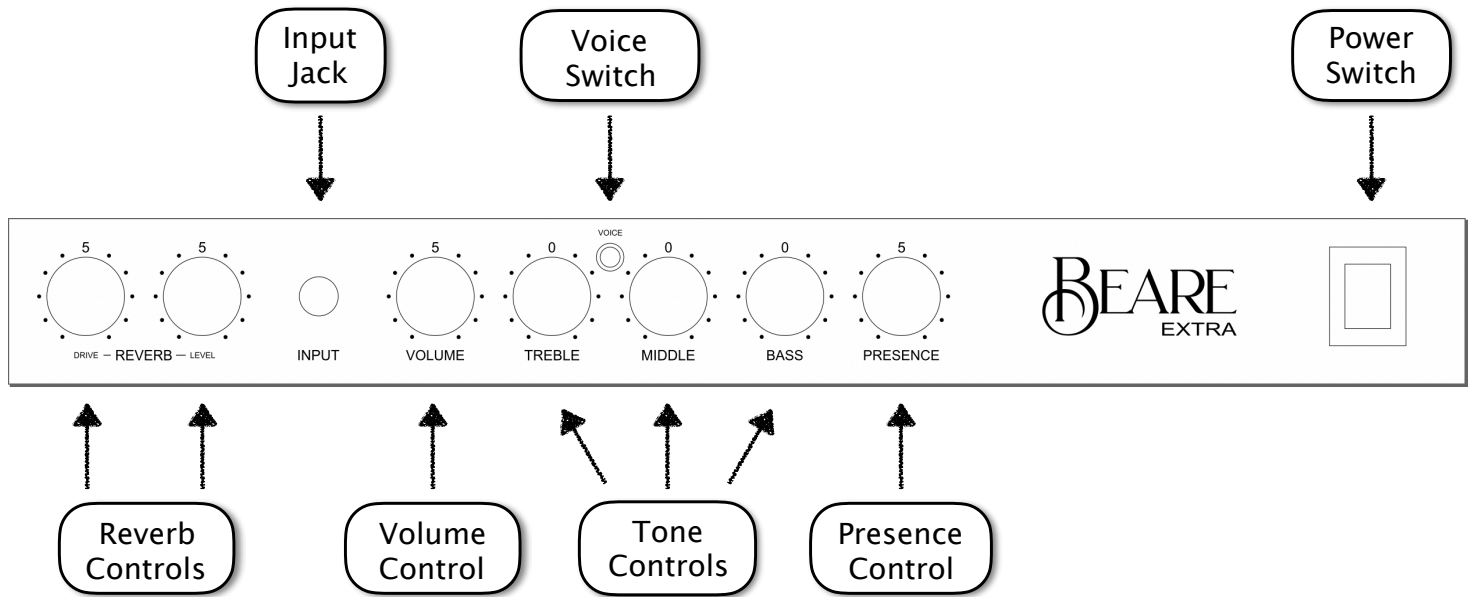 Input
Jack
Voice
Switch
Power
Switch
VOICE
5 5 5 0 0 0 5
BEARE
EXTRA
DRIVE – REVERB – LEVEL INPUT VOLUME TREBLE MIDDLE BASS PRESENCE
Reverb
Controls
Volume
Control
Tone
Controls
Presence
Control